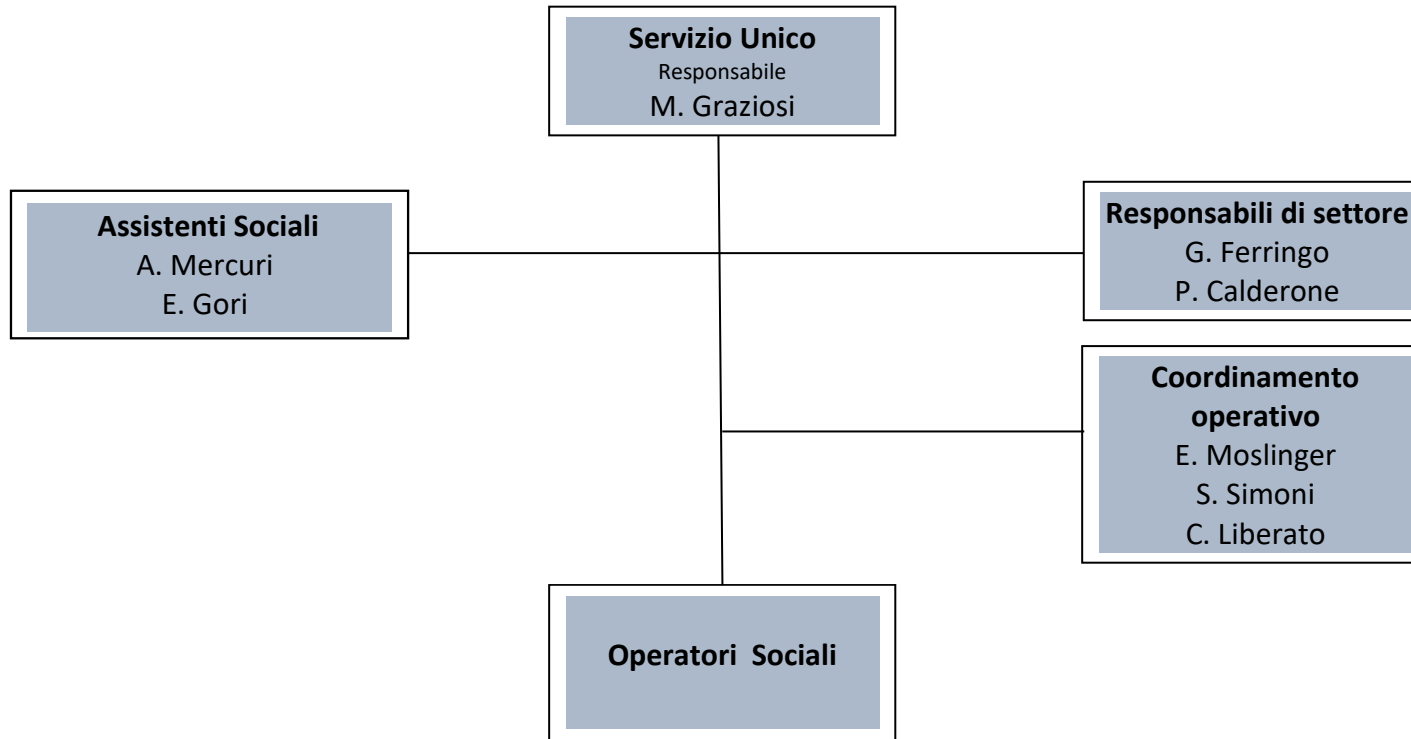 Servizio Unico
Responsabile
M. Graziosi
Assistenti Sociali
A. Mercuri
E. Gori
Responsabili di settore
G. Ferringo
P. Calderone
Coordinamento
operativo
E. Moslinger
S. Simoni
C. Liberato
Operatori  Sociali